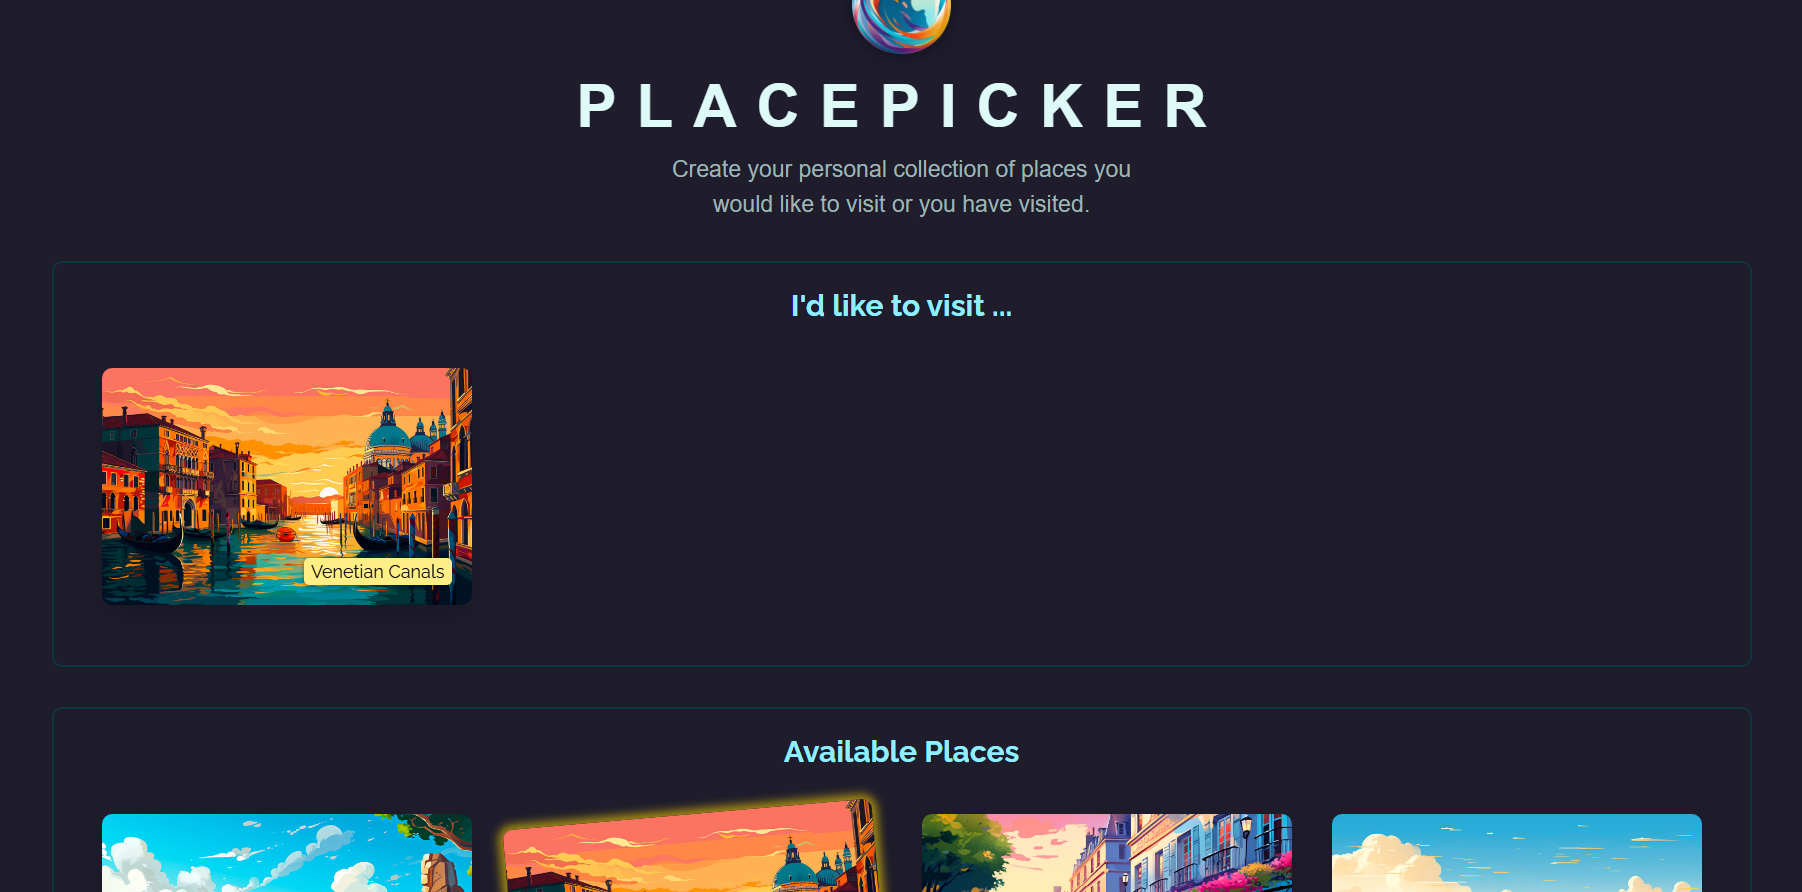 PLACEPICKER
Create your personal collection of places you
would like to visit or you have visited.
I'd like to visit ...
Venetian Canals
Available Places